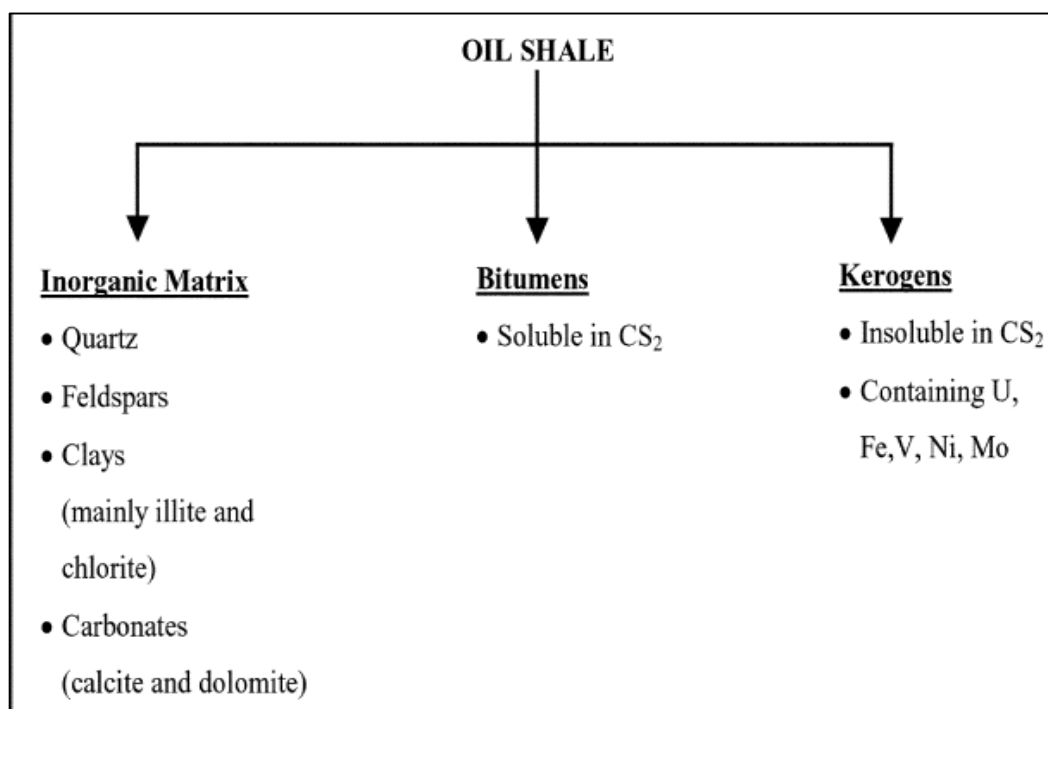 OIL SHALE
Inorganic Matrix
• Quartz
• Feldspars
• Clays
(mainly illite and
chlorite)
• Carbonates
(calcite and dolomite)
Bitumens
• Soluble in CS₂
Kerogens
• Insoluble in CS₂
• Containing U,
Fe,V, Ni, Mo